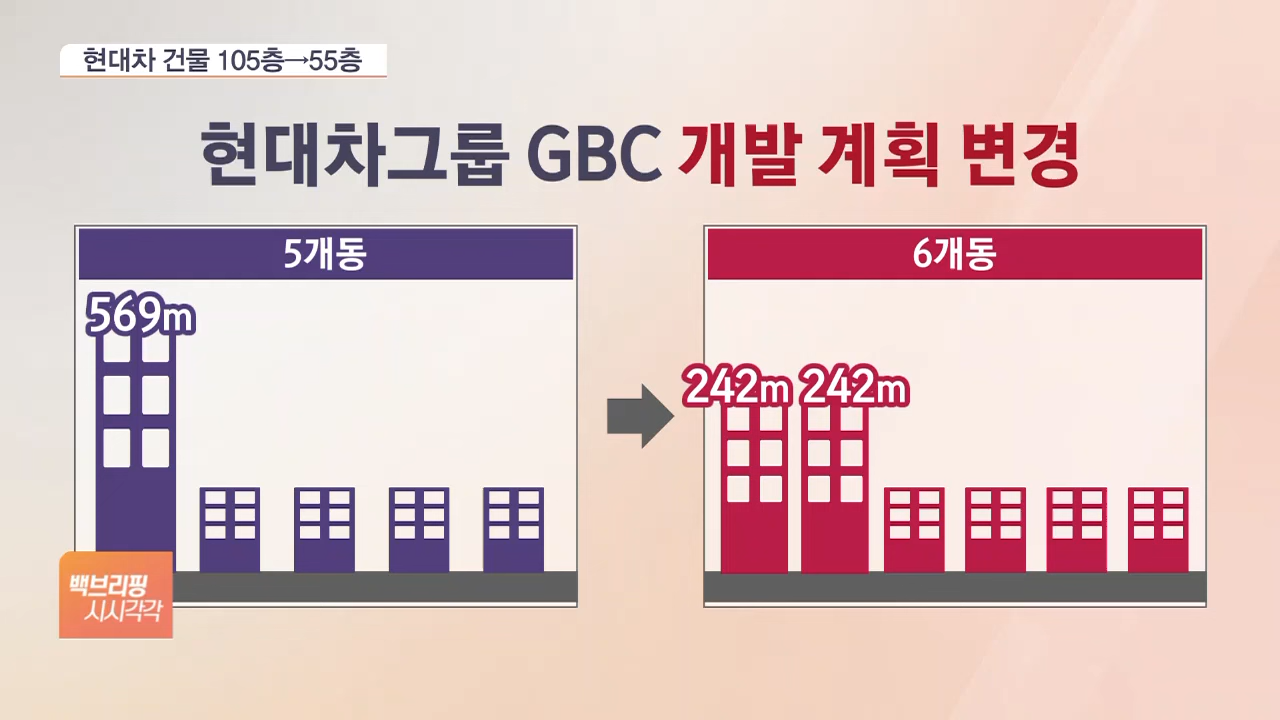 현대차 건물 105층→55층
현대차그룹 GBC 개발 계획 변경
5개동
569m
6개동
242m 242m
백브리핑
시시각각